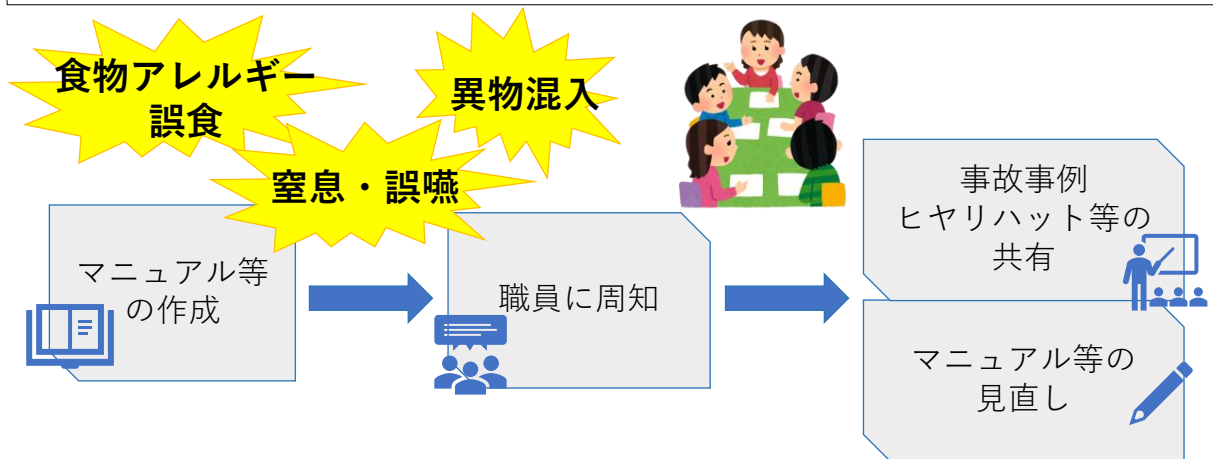 食物アレルギー
誤食
異物混入
窒息・誤嚥
マニュアル等
の作成
職員に周知
事故事例
ヒヤリハット等の
共有
マニュアル等の
見直し